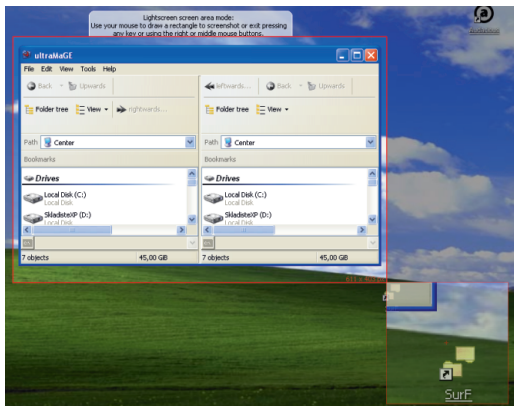 Lightscreen screen area mode:
Use your mouse to draw a rectangle to screenshot or exit pressing
any key or using the right or middle mouse buttons.
ultraMaGE
File Edit View Tools Help
Back Upwards leftwards... Back Upwards
Folder tree View rightwards... Folder tree View
Path Center Path Center
Bookmarks Bookmarks
Drives Drives
Local Disk (C:) Local Disk (C:)
Local Disk Local Disk
SkladisteXP (D:) SkladisteXP (D:)
Local Disk Local Disk
7 objects 45,00 GB 7 objects 45,00 GB
SurF